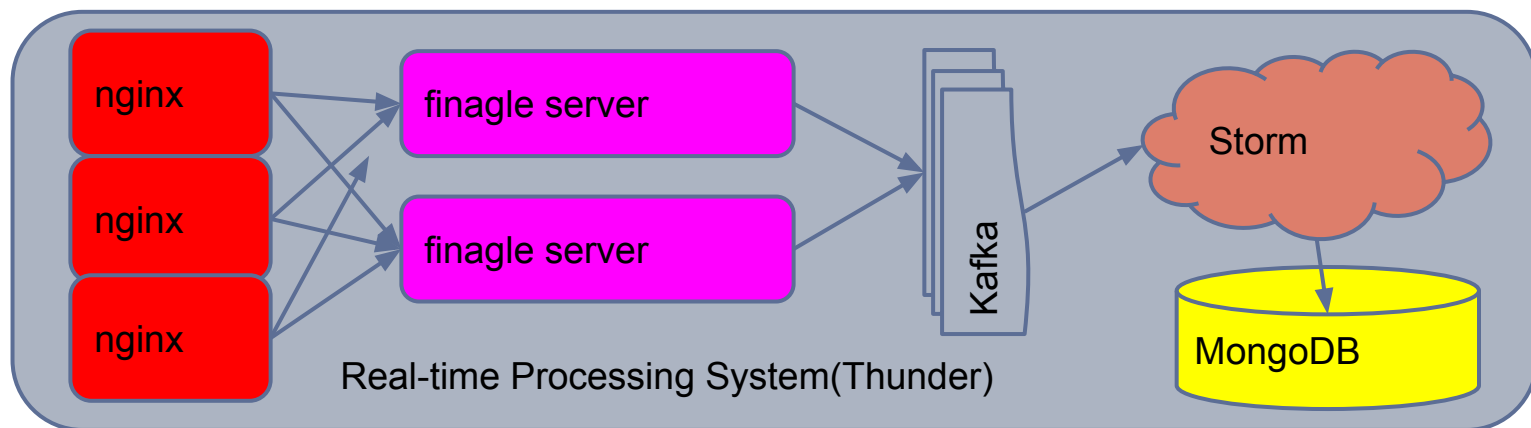 nginx
nginx
nginx
finagle server
finagle server
Kafka
Storm
MongoDB
Real-time Processing System(Thunder)